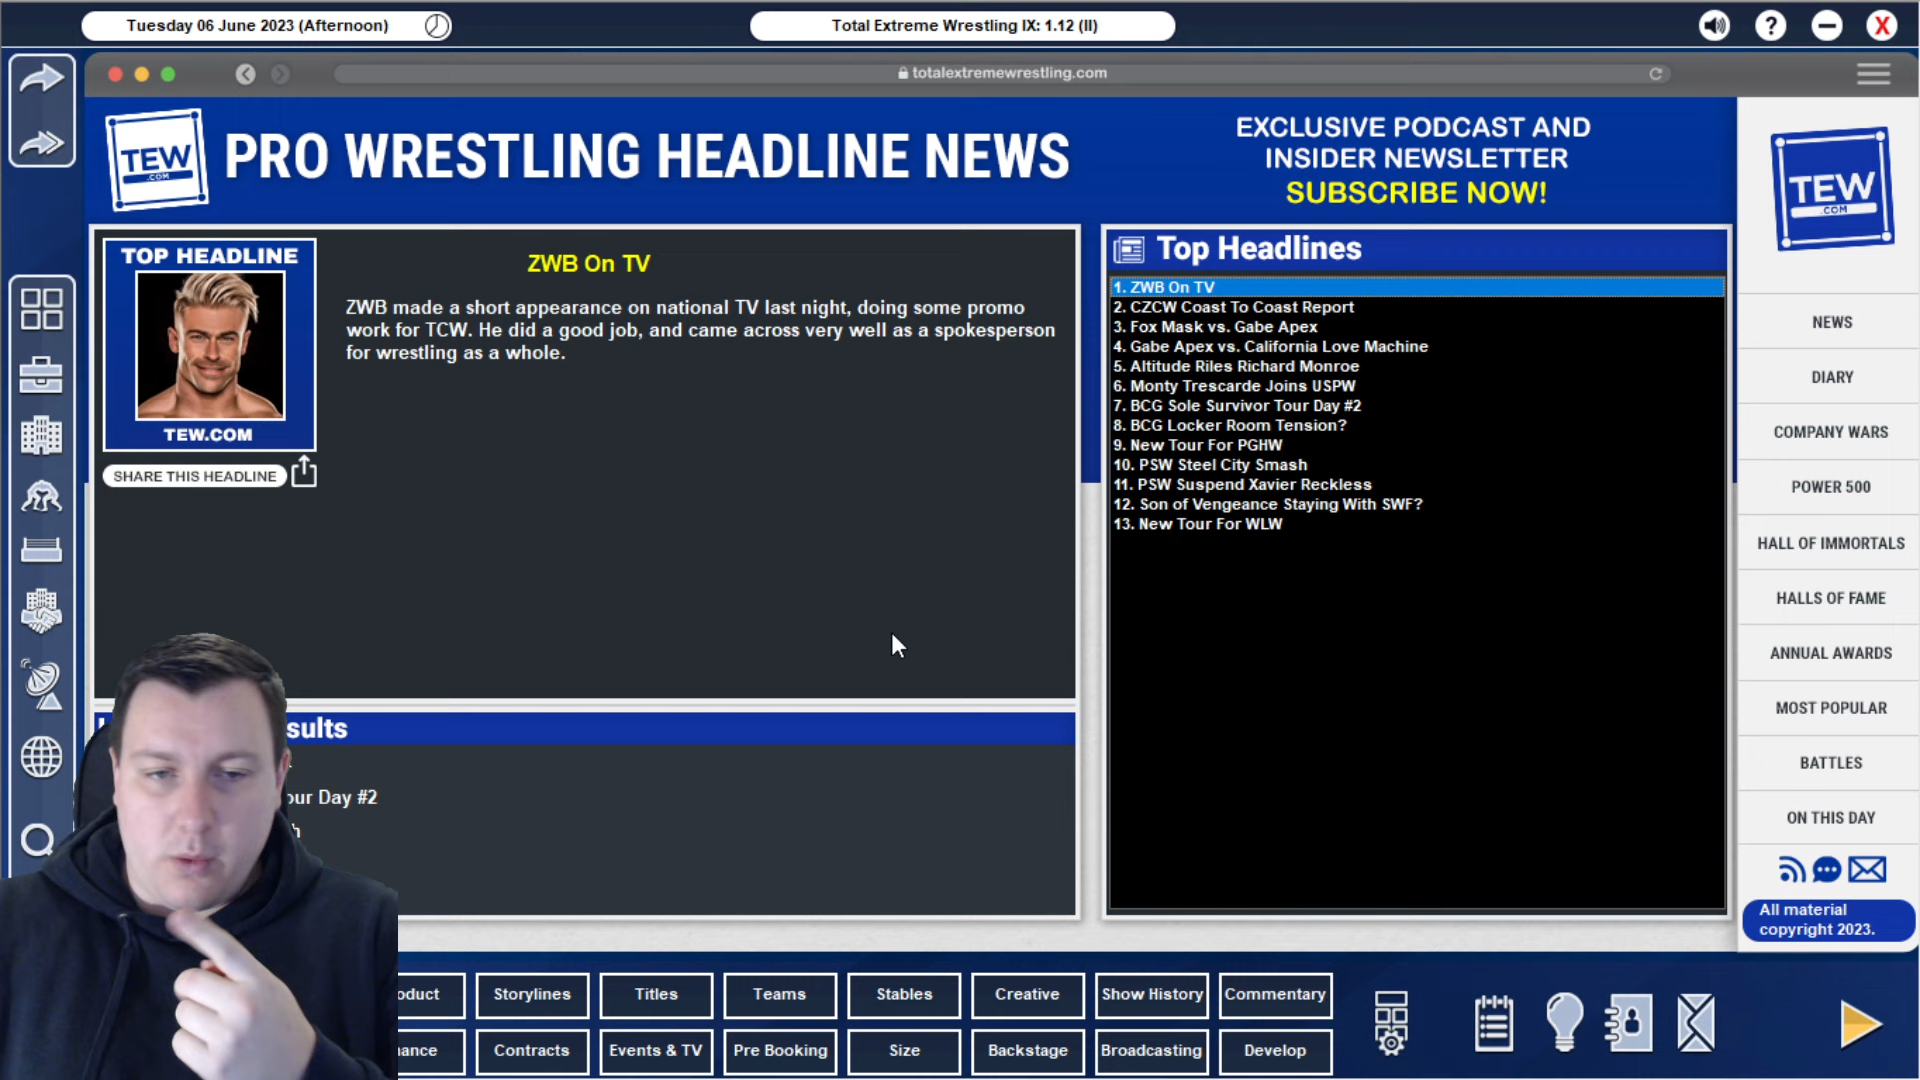 Tuesday 06 June 2023 (Afternoon)
Total Extreme Wrestling IX: 1.12 (II)
?
X
totalextremewrestling.com
TEW
.COM
PRO WRESTLING HEADLINE NEWS
EXCLUSIVE PODCAST AND
INSIDER NEWSLETTER
SUBSCRIBE NOW!
TEW
.COM
TOP HEADLINE
TEW.COM
SHARE THIS HEADLINE
ZWB On TV
ZWB made a short appearance on national TV last night, doing some promo
work for TCW. He did a good job, and came across very well as a spokesperson
for wrestling as a whole.
Top Headlines
1. ZWB On TV
2. CZCW Coast To Coast Report
3. Fox Mask vs. Gabe Apex
4. Gabe Apex vs. California Love Machine
5. Altitude Riles Richard Monroe
6. Monty Trescarde Joins USPW
7. BCG Sole Survivor Tour Day #2
8. BCG Locker Room Tension?
9. New Tour For PGHW
10. PSW Steel City Smash
11. PSW Suspend Xavier Reckless
12. Son of Vengeance Staying With SWF?
13. New Tour For WLW
NEWS
DIARY
COMPANY WARS
POWER 500
HALL OF IMMORTALS
HALLS OF FAME
ANNUAL AWARDS
MOST POPULAR
BATTLES
ON THIS DAY
All material
copyright 2023.
sults
our Day #2
h
oduct
Storylines
Titles
Teams
Stables
Creative
Show History
Commentary
ance
Contracts
Events & TV
Pre Booking
Size
Backstage
Broadcasting
Develop